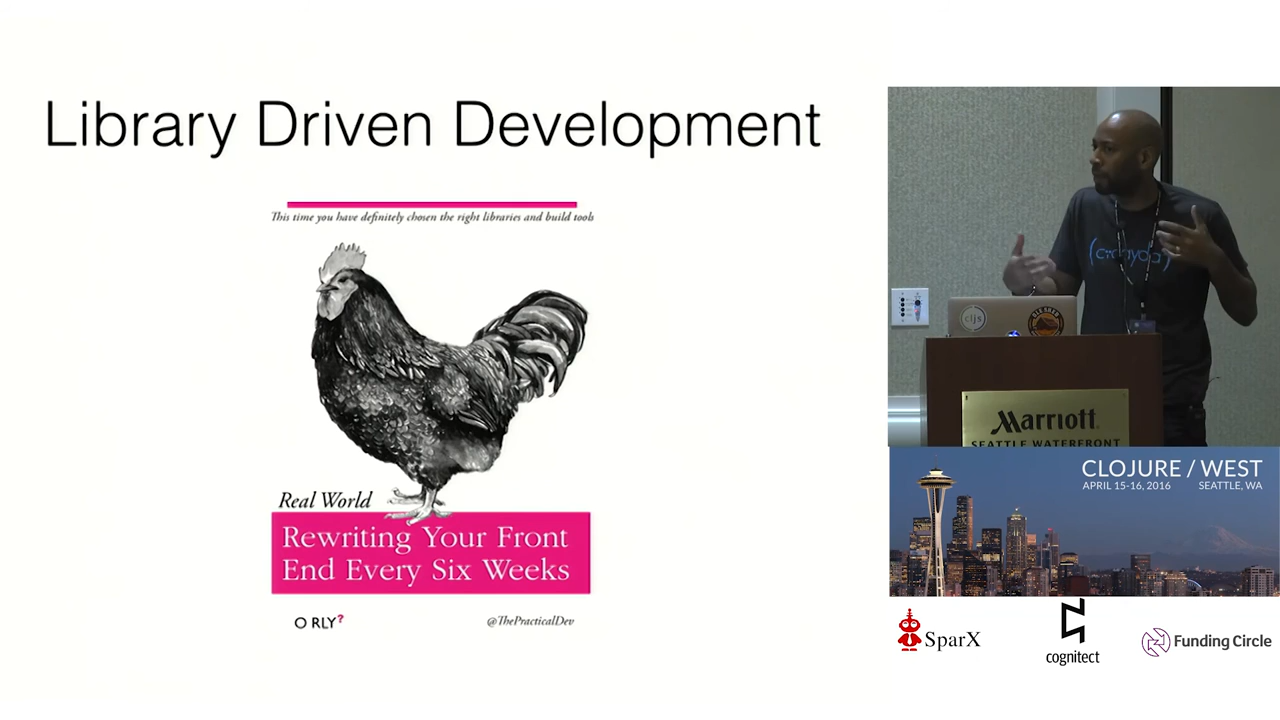 Library Driven Development
This time you have definitely chosen the right libraries and build tools
Real World
Rewriting Your Front
End Every Six Weeks
O RLY?
@ThePracticalDev
cljs
Marriott
SEATTLE WATERFRONT
CLOJURE / WEST
APRIL 15-16, 2016 SEATTLE, WA
SparX
cognitect
Funding Circle